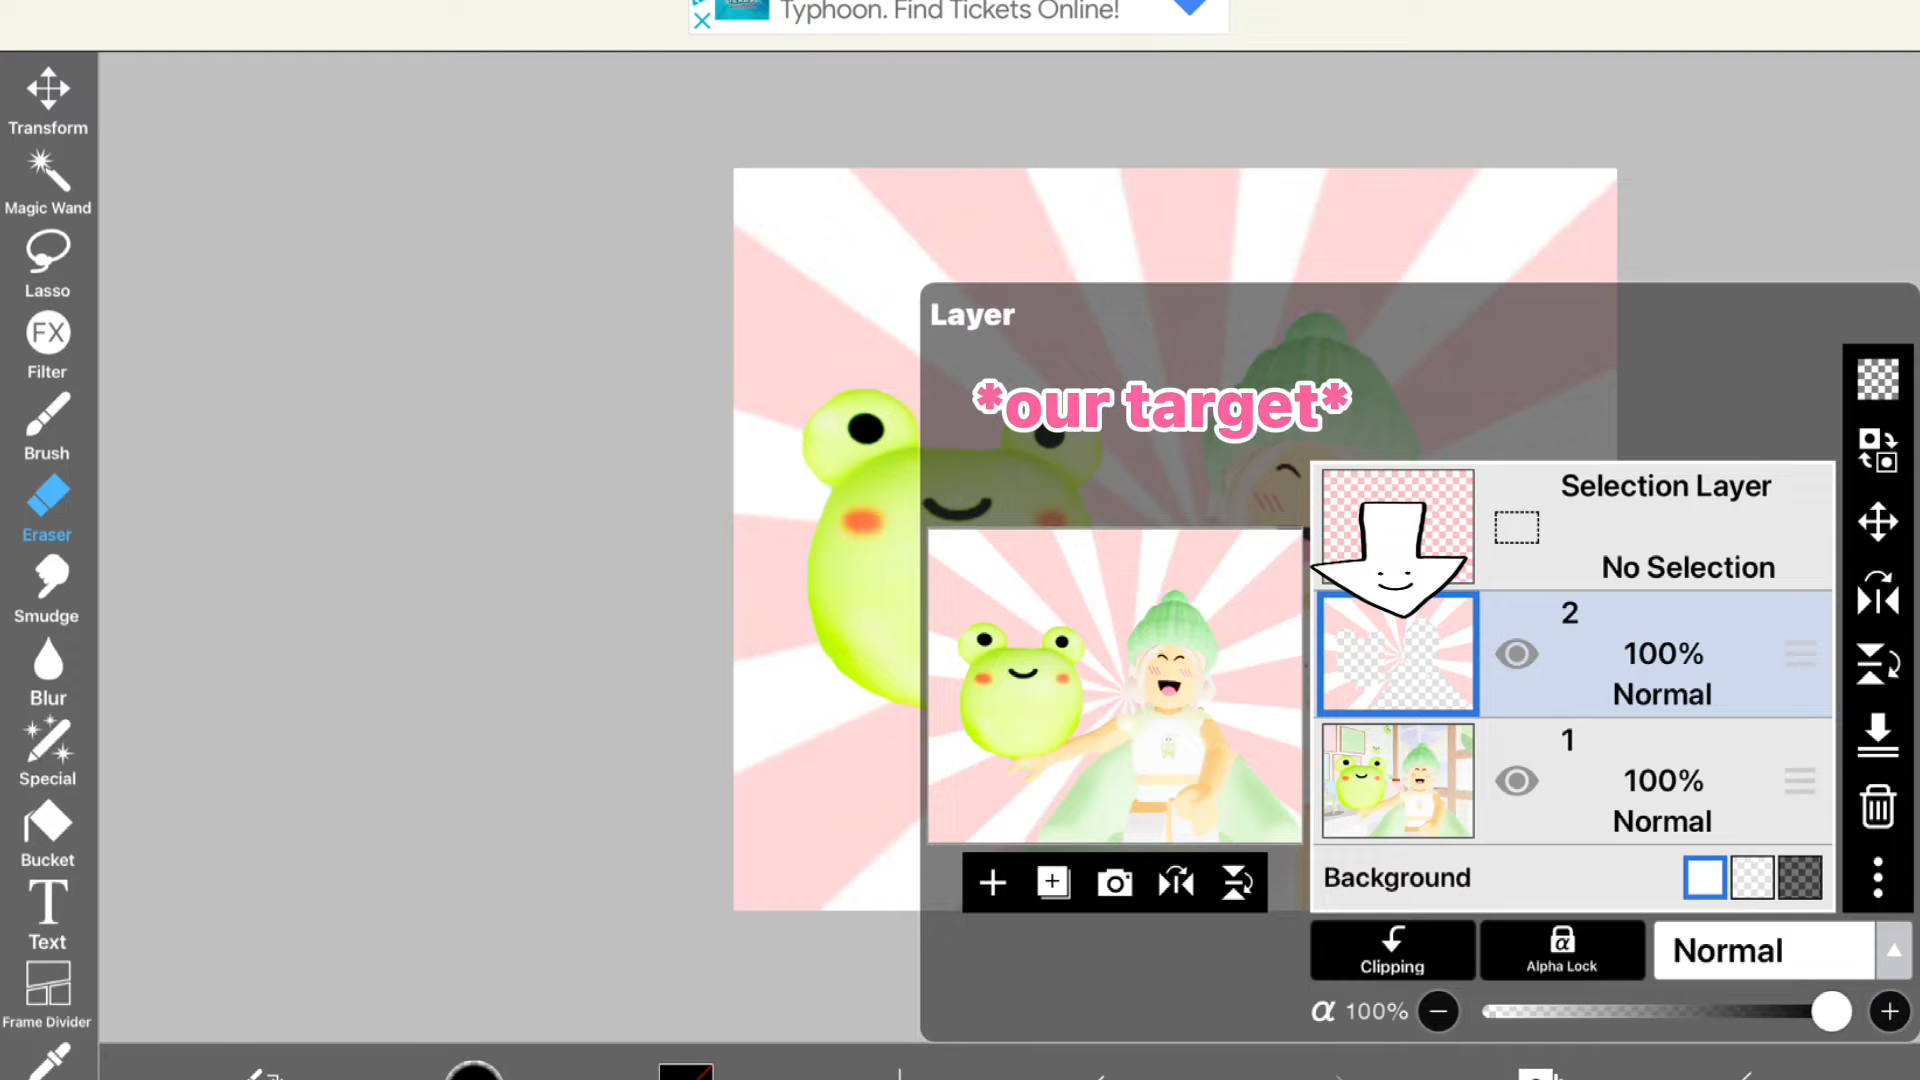 Typhoon. Find Tickets Online!
Transform
Magic Wand
Lasso
FX
Filter
Brush
Eraser
Smudge
Blur
Special
Bucket
T
Text
Frame Divider
Layer
*our target*
Selection Layer
No Selection
2
100%
Normal
1
100%
Normal
Background
Clipping
α
Alpha Lock
Normal
α 100%